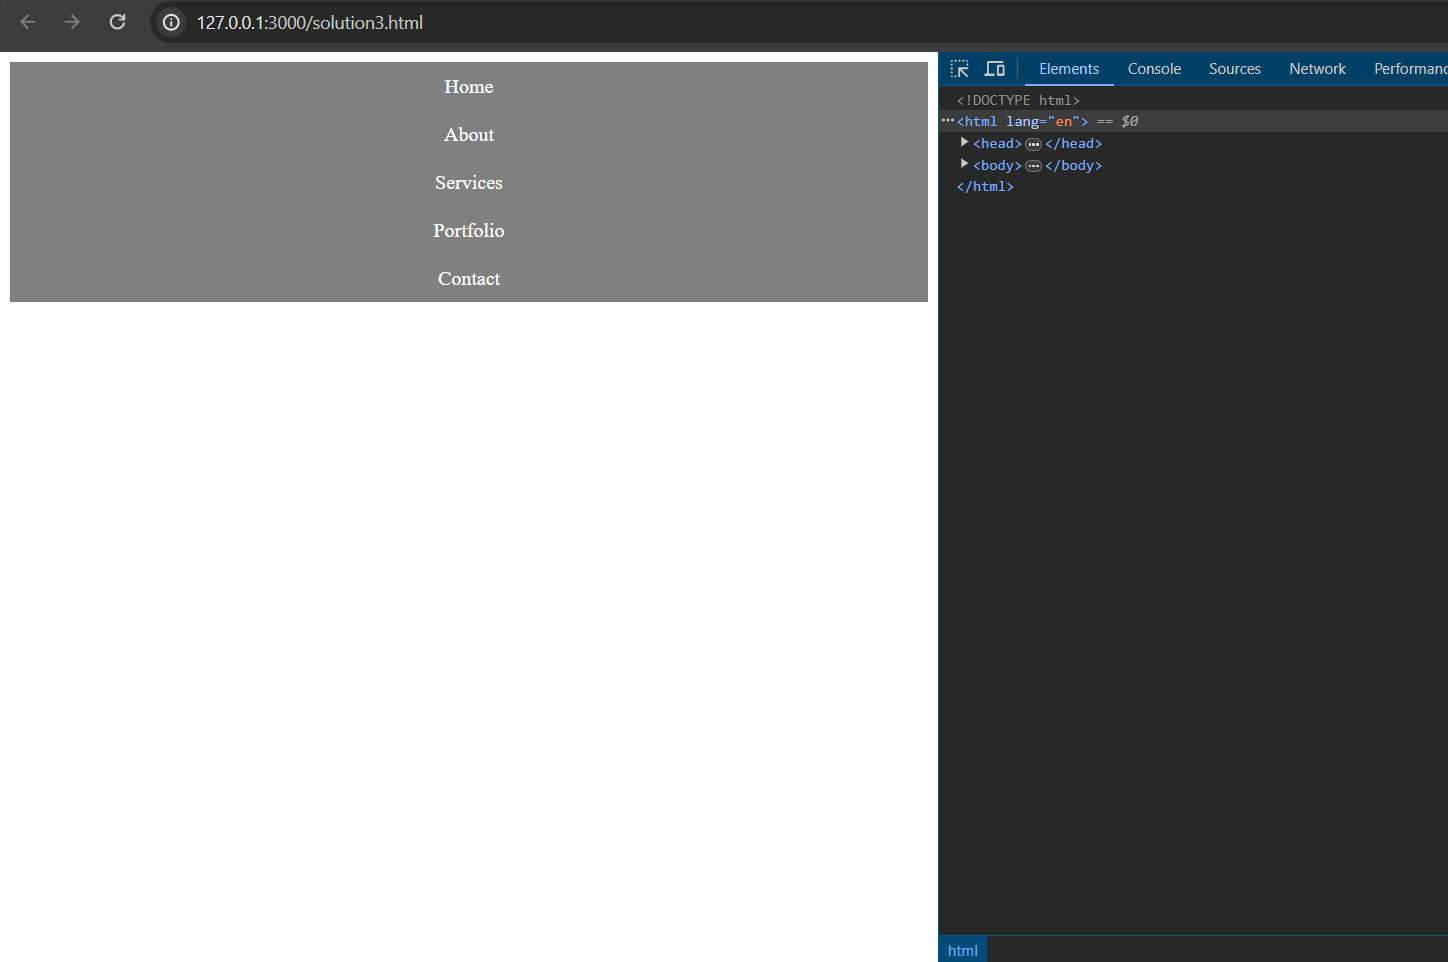 127.0.0.1:3000/solution3.html
Home
About
Services
Portfolio
Contact
Elements Console Sources Network Performanc
<!DOCTYPE html>
<html lang="en"> == $0
<head> ••• </head>
<body> ••• </body>
</html>
html